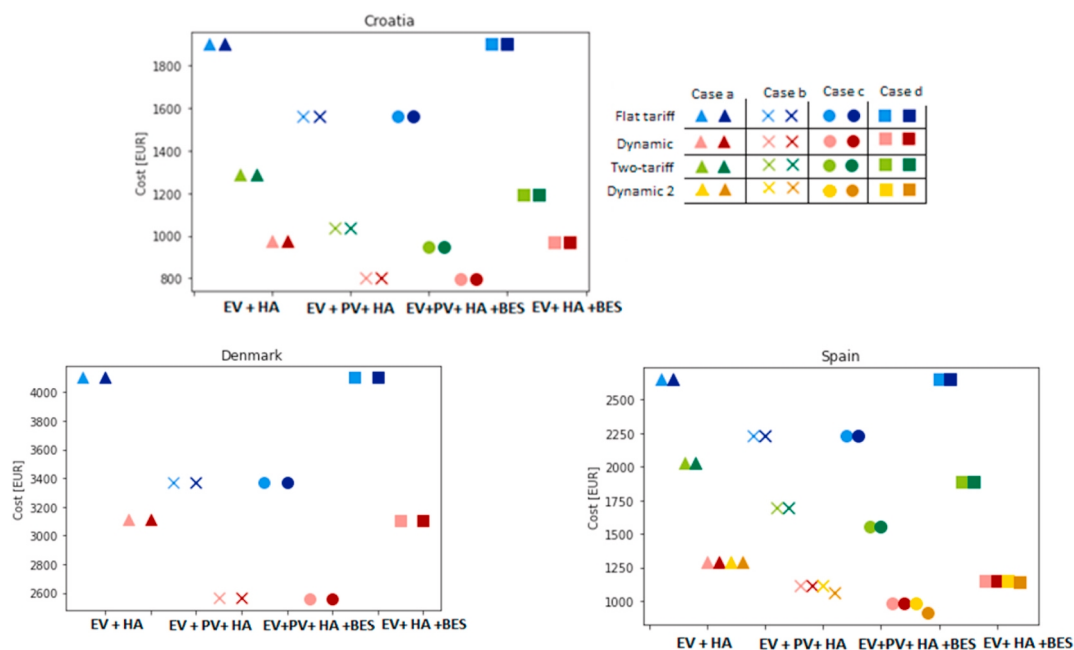 Croatia
Cost [EUR]
1800
1600
1400
1200
1000
800
EV + HA
EV + PV+ HA
EV+PV+ HA +BES
EV+ HA +BES
Case a Case b Case c Case d
Flat tariff
Dynamic
Two-tariff
Dynamic 2
Denmark
Cost [EUR]
4000
3800
3600
3400
3200
3000
2800
2600
EV + HA
EV + PV+ HA
EV+PV+ HA +BES
EV+ HA +BES
Spain
Cost [EUR]
2500
2250
2000
1750
1500
1250
1000
EV + HA
EV + PV+ HA
EV+PV+ HA +BES
EV+ HA +BES